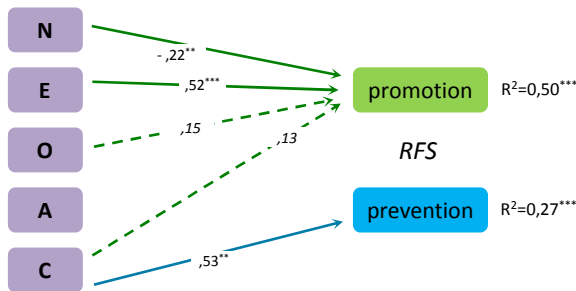 N
- ,22**
E
,52***
promotion
R²=0,50***
O
,15
,13
RFS
A
prevention
R²=0,27***
C
,53**